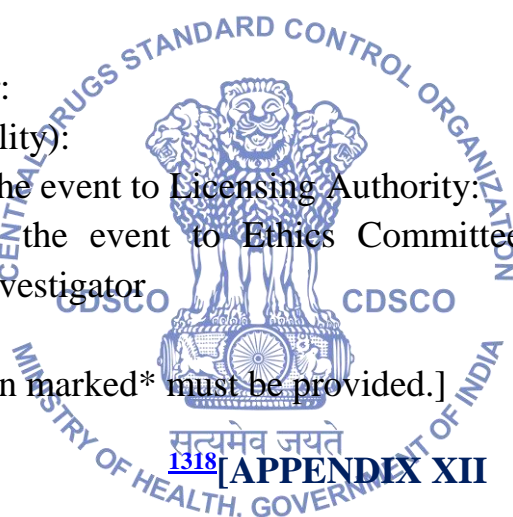 CENTRAL DRUGS STANDARD CONTROL ORGANIZATION
:
lity):
he event to Licensing Authority:
the event to Ethics Committee
vestigator
CDSCO CDSCO
n marked* must be provided.]
सत्यमेव जयते
1318[APPENDIX XII
MINISTRY OF HEALTH, GOVERNMENT OF INDIA